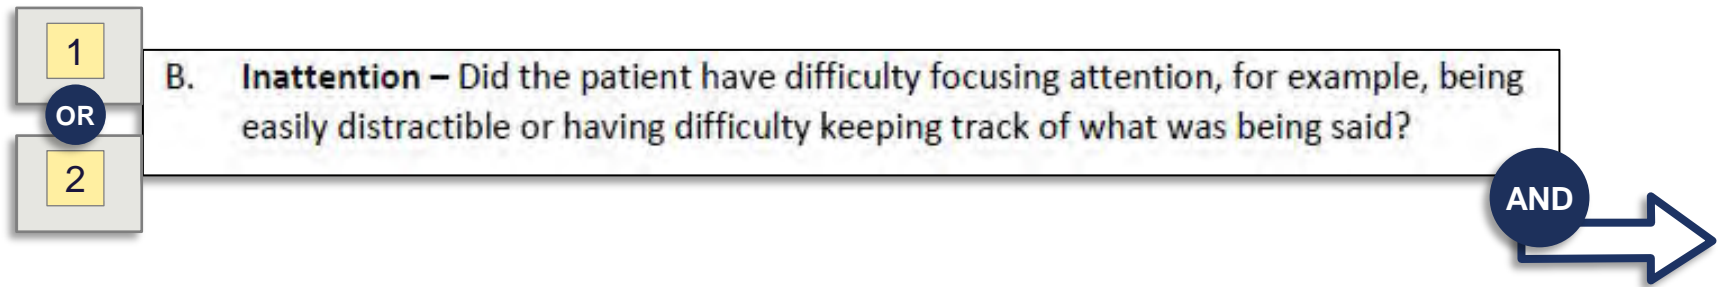 1
OR
2
B. Inattention – Did the patient have difficulty focusing attention, for example, being
easily distractible or having difficulty keeping track of what was being said?
AND